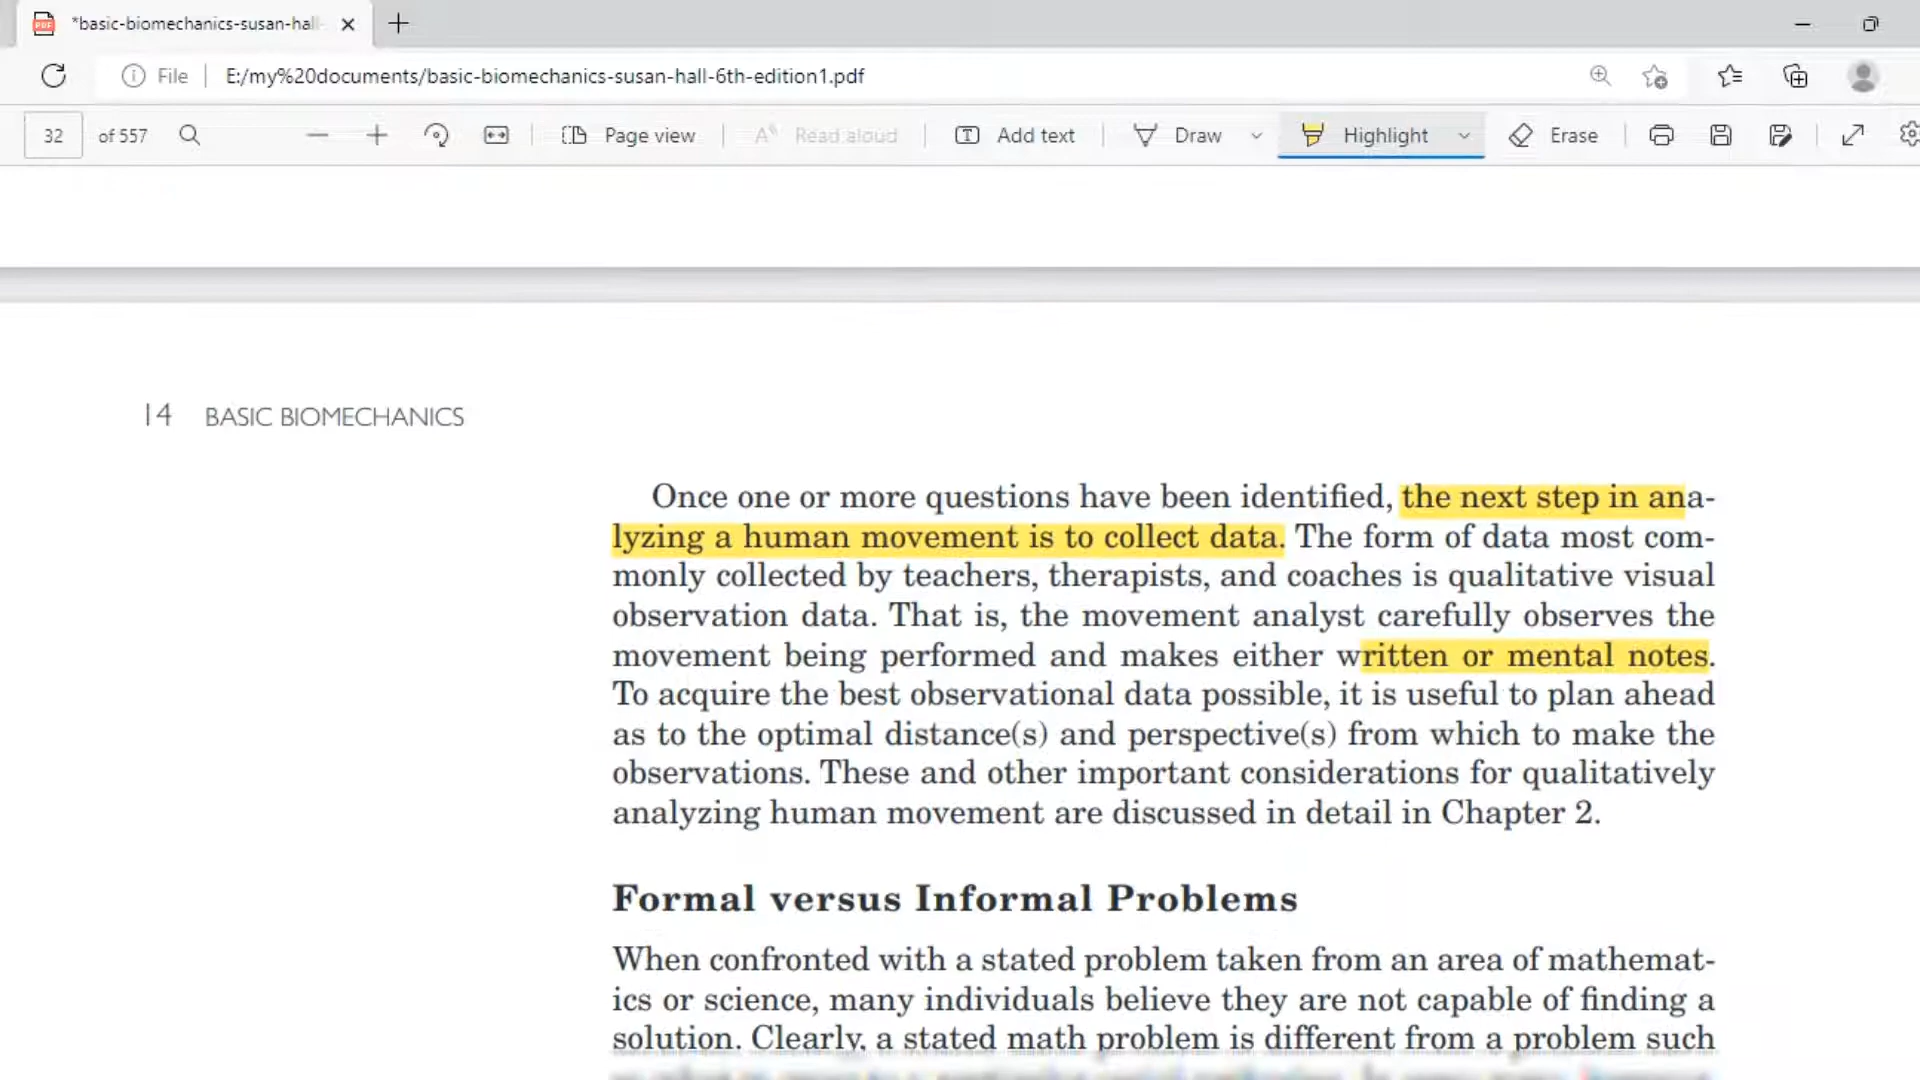 *basic-biomechanics-susan-hall-
File
E:/my%20documents/basic-biomechanics-susan-hall-6th-edition1.pdf
32 of 557
Page view
Read aloud
Add text
Draw
Highlight
Erase
14 BASIC BIOMECHANICS
Once one or more questions have been identified, the next step in ana-
lyzing a human movement is to collect data. The form of data most com-
monly collected by teachers, therapists, and coaches is qualitative visual
observation data. That is, the movement analyst carefully observes the
movement being performed and makes either written or mental notes.
To acquire the best observational data possible, it is useful to plan ahead
as to the optimal distance(s) and perspective(s) from which to make the
observations. These and other important considerations for qualitatively
analyzing human movement are discussed in detail in Chapter 2.
Formal versus Informal Problems
When confronted with a stated problem taken from an area of mathemat-
ics or science, many individuals believe they are not capable of finding a
solution. Clearly, a stated math problem is different from a problem such